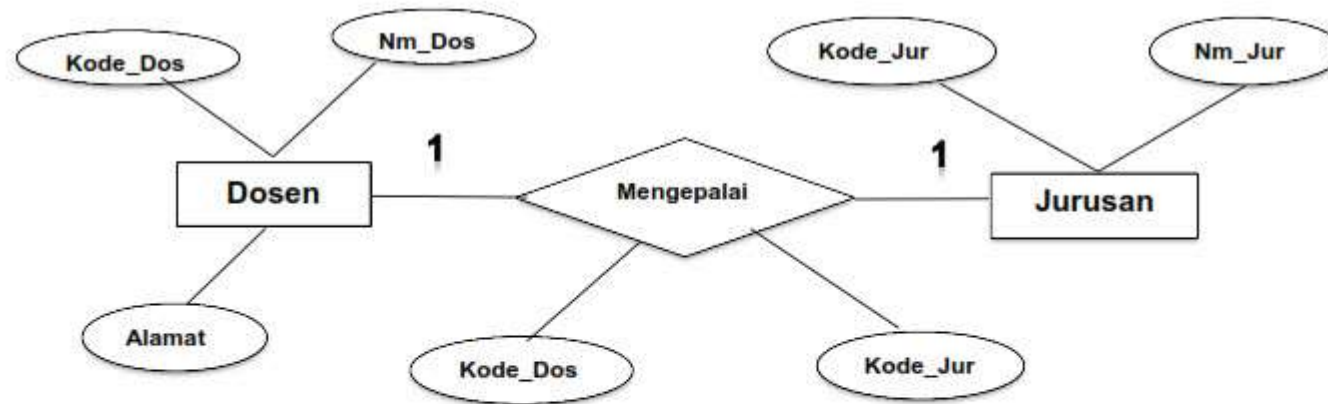 Kode_Dos
Nm_Dos
Kode_Jur
Nm_Jur
1
1
Dosen
Mengepalai
Jurusan
Alamat
Kode_Dos
Kode_Jur